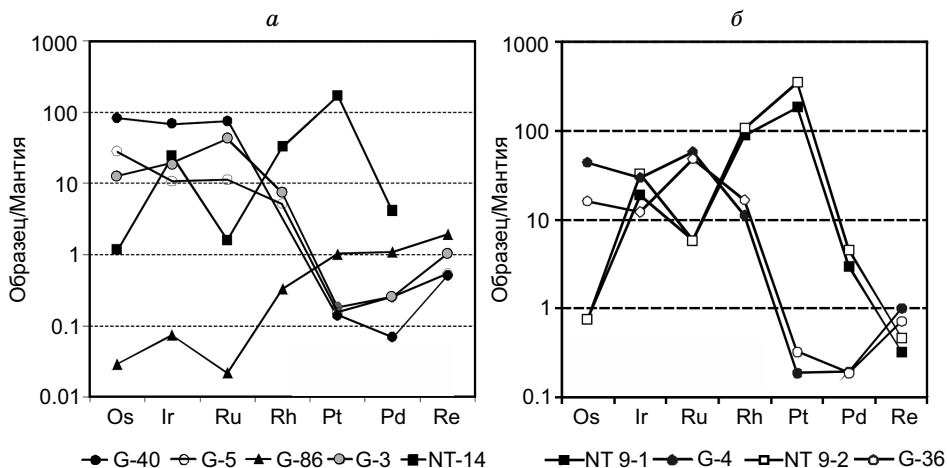 а
б
1000
100
10
1
0.1
0.01
Образец/Мантия
Os Ir Ru Rh Pt Pd Re
G-40 G-5 G-86 G-3 NT-14
1000
100
10
1
0.1
Образец/Мантия
Os Ir Ru Rh Pt Pd Re
NT 9-1 G-4 NT 9-2 G-36